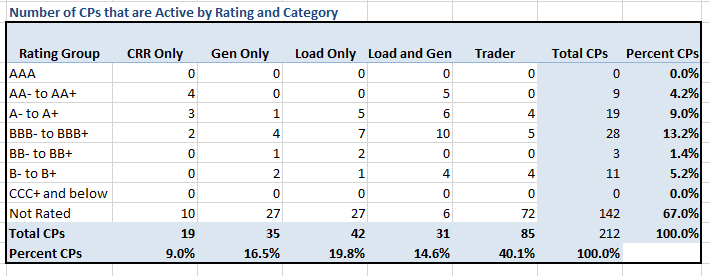 Number of CPs that are Active by Rating and Category
Rating Group CRR Only Gen Only Load Only Load and Gen Trader Total CPs Percent CPs
AAA 0 0 0 0 0 0 0.0%
AA- to AA+ 4 0 0 5 0 9 4.2%
A- to A+ 3 1 5 6 4 19 9.0%
BBB- to BBB+ 2 4 7 10 5 28 13.2%
BB- to BB+ 0 1 2 0 0 3 1.4%
B- to B+ 0 2 1 4 4 11 5.2%
CCC+ and below 0 0 0 0 0 0 0.0%
Not Rated 10 27 27 6 72 142 67.0%
Total CPs 19 35 42 31 85 212 100.0%
Percent CPs 9.0% 16.5% 19.8% 14.6% 40.1% 100.0%